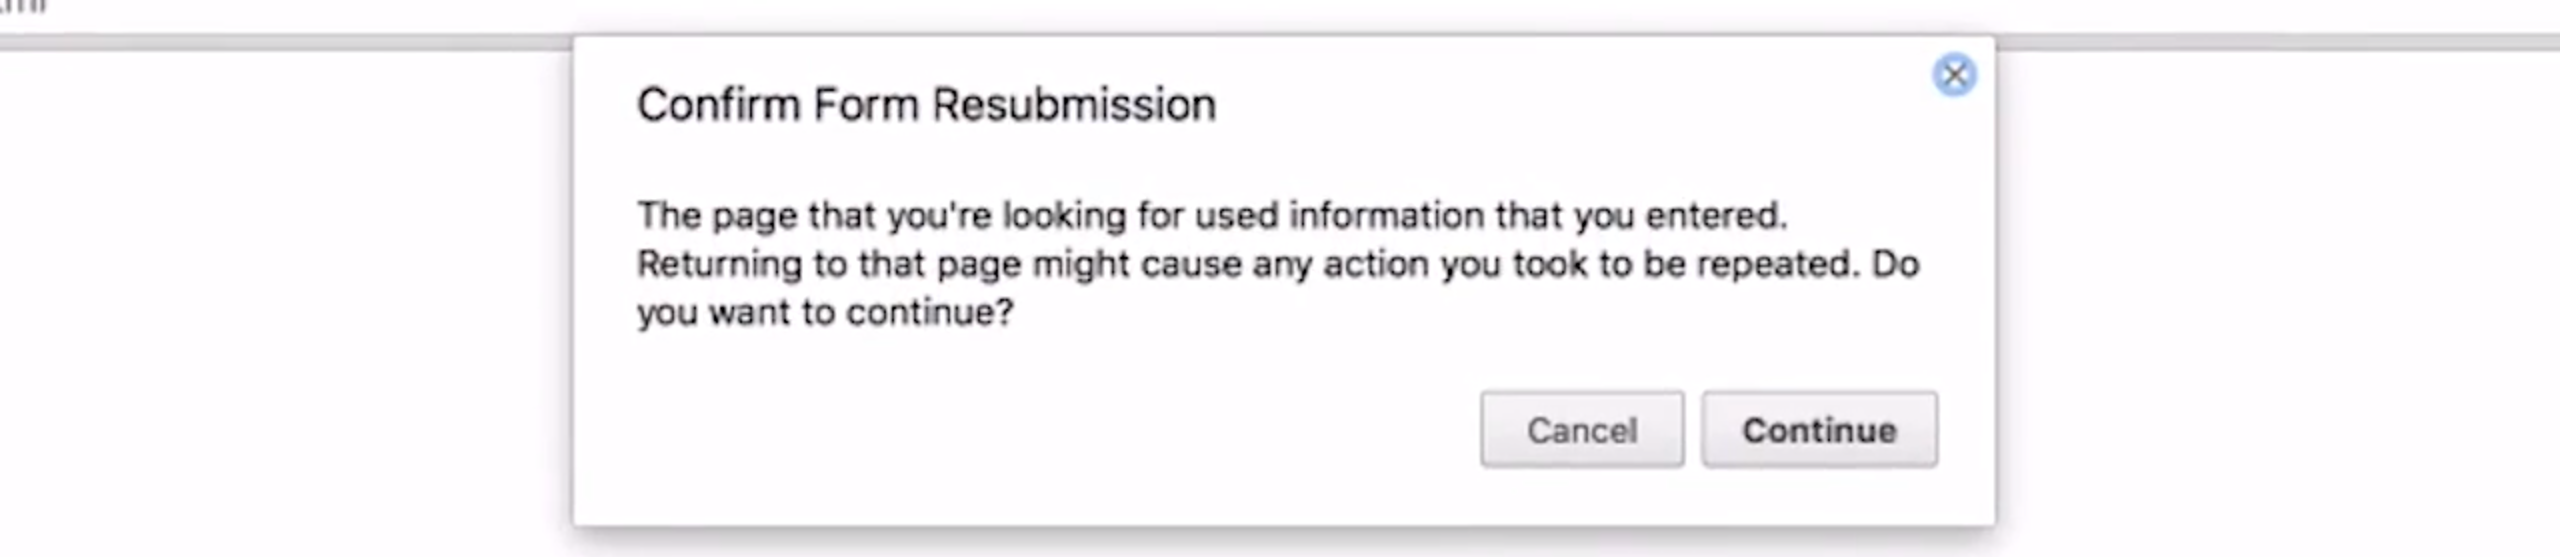 Confirm Form Resubmission
The page that you're looking for used information that you entered.
Returning to that page might cause any action you took to be repeated. Do
you want to continue?
Cancel Continue